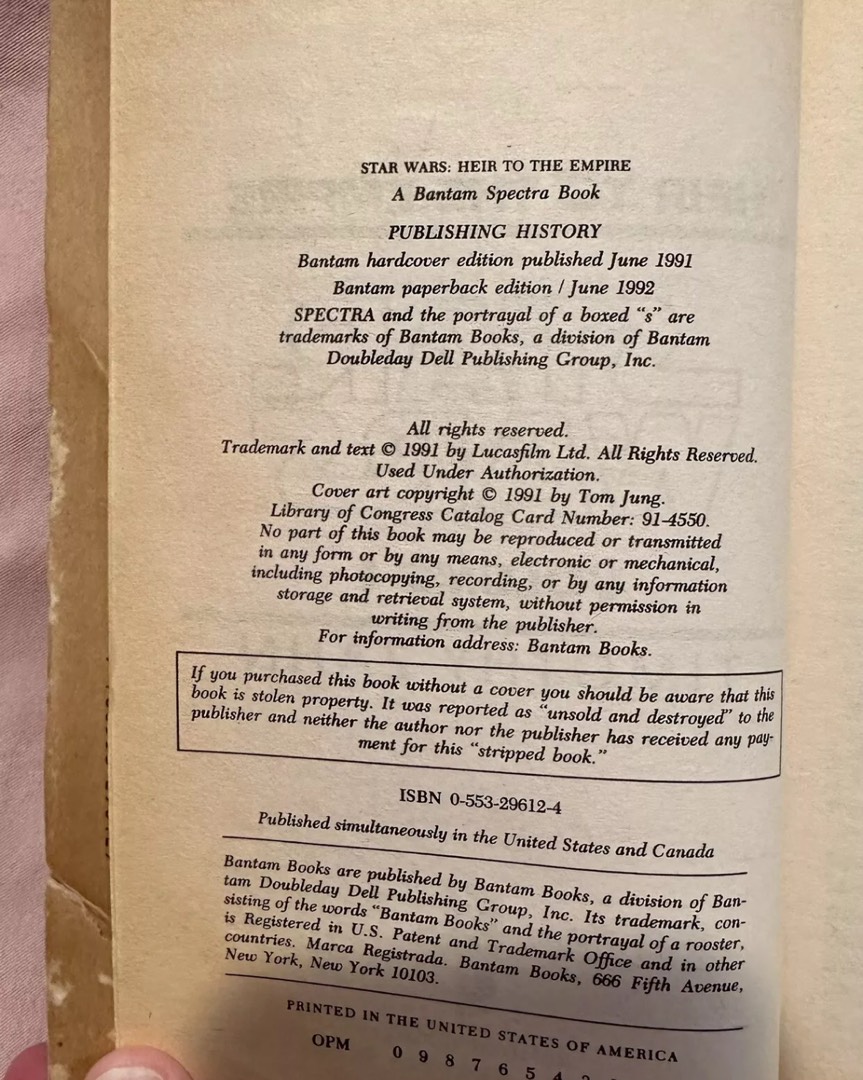 STAR WARS: HEIR TO THE EMPIRE
A Bantam Spectra Book
PUBLISHING HISTORY
Bantam hardcover edition published June 1991
Bantam paperback edition / June 1992
SPECTRA and the portrayal of a boxed “s” are
trademarks of Bantam Books, a division of Bantam
Doubleday Dell Publishing Group, Inc.
All rights reserved.
Trademark and text © 1991 by Lucasfilm Ltd. All Rights Reserved.
Used Under Authorization.
Cover art copyright © 1991 by Tom Jung.
Library of Congress Catalog Card Number: 91-4550.
No part of this book may be reproduced or transmitted
in any form or by any means, electronic or mechanical,
including photocopying, recording, or by any information
storage and retrieval system, without permission in
writing from the publisher.
For information address: Bantam Books.
If you purchased this book without a cover you should be aware that this
book is stolen property. It was reported as “unsold and destroyed” to the
publisher and neither the author nor the publisher has received any pay-
ment for this “stripped book.”
ISBN 0-553-29612-4
Published simultaneously in the United States and Canada
Bantam Books are published by Bantam Books, a division of Ban-
tam Doubleday Dell Publishing Group, Inc. Its trademark, con-
sisting of the words “Bantam Books” and the portrayal of a rooster,
is Registered in U.S. Patent and Trademark Office and in other
countries. Marca Registrada. Bantam Books, 666 Fifth Avenue,
New York, New York 10103.
PRINTED IN THE UNITED STATES OF AMERICA
OPM 0 9 8 7 6 5 4